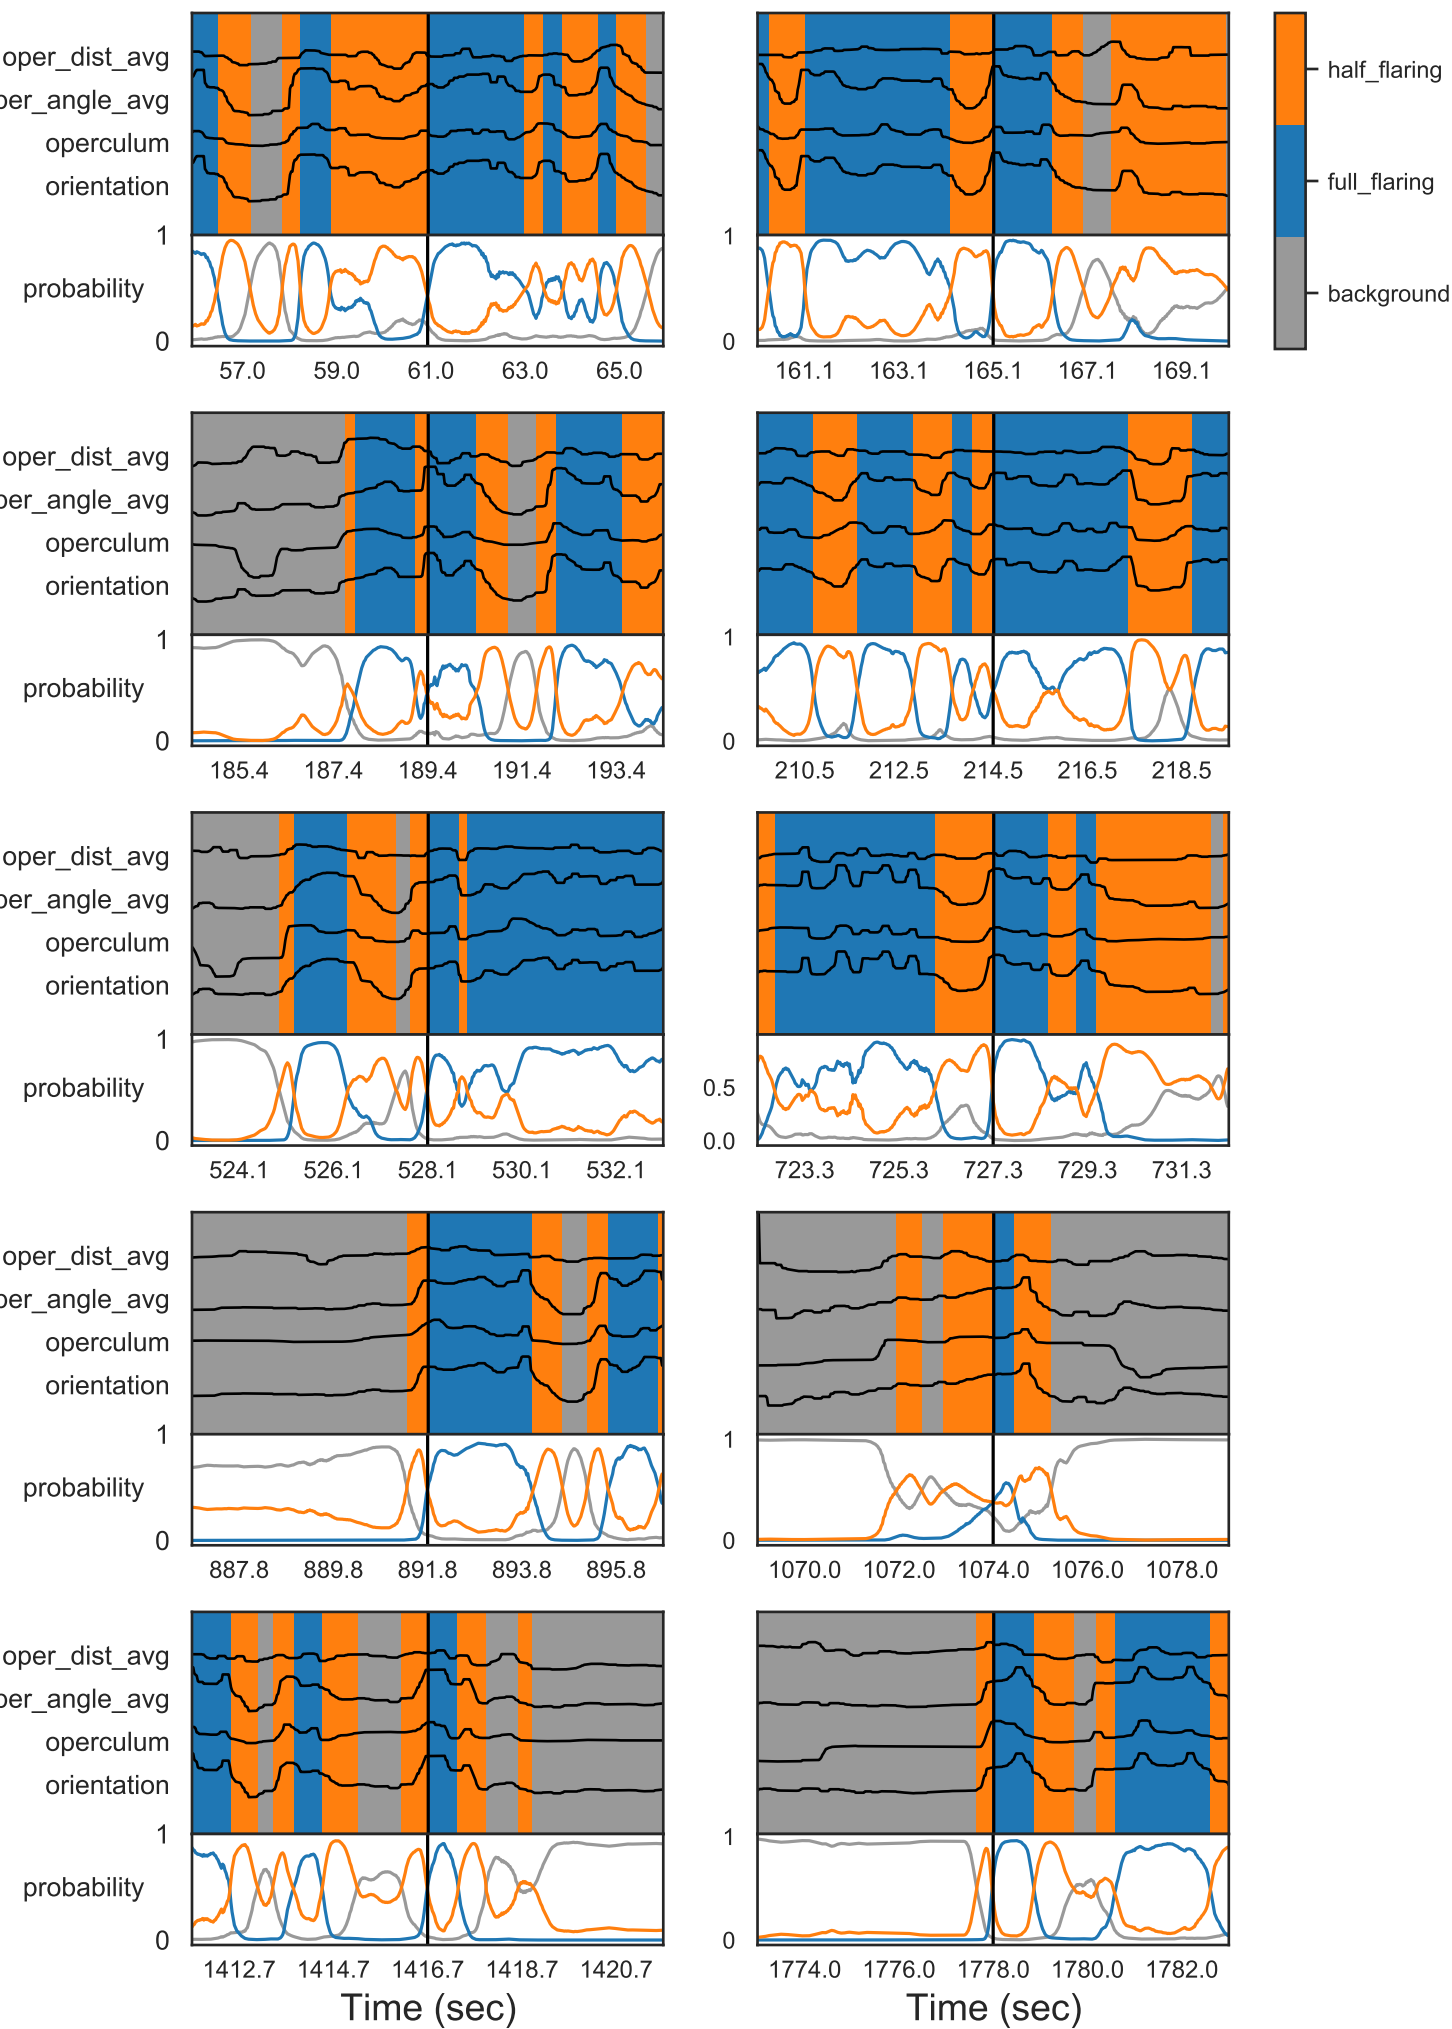 oper_dist_avg
per_angle_avg
operculum
orientation
1
probability
0
57.0 59.0 61.0 63.0 65.0
1
0
161.1 163.1 165.1 167.1 169.1
half_flaring
full_flaring
background
oper_dist_avg
per_angle_avg
operculum
orientation
1
probability
0
185.4 187.4 189.4 191.4 193.4
1
0
210.5 212.5 214.5 216.5 218.5
oper_dist_avg
per_angle_avg
operculum
orientation
1
probability
0
524.1 526.1 528.1 530.1 532.1
0.5
0.0
723.3 725.3 727.3 729.3 731.3
oper_dist_avg
per_angle_avg
operculum
orientation
1
probability
0
887.8 889.8 891.8 893.8 895.8
1
0
1070.0 1072.0 1074.0 1076.0 1078.0
oper_dist_avg
per_angle_avg
operculum
orientation
1
probability
0
1412.7 1414.7 1416.7 1418.7 1420.7
Time (sec)
1
0
1774.0 1776.0 1778.0 1780.0 1782.0
Time (sec)